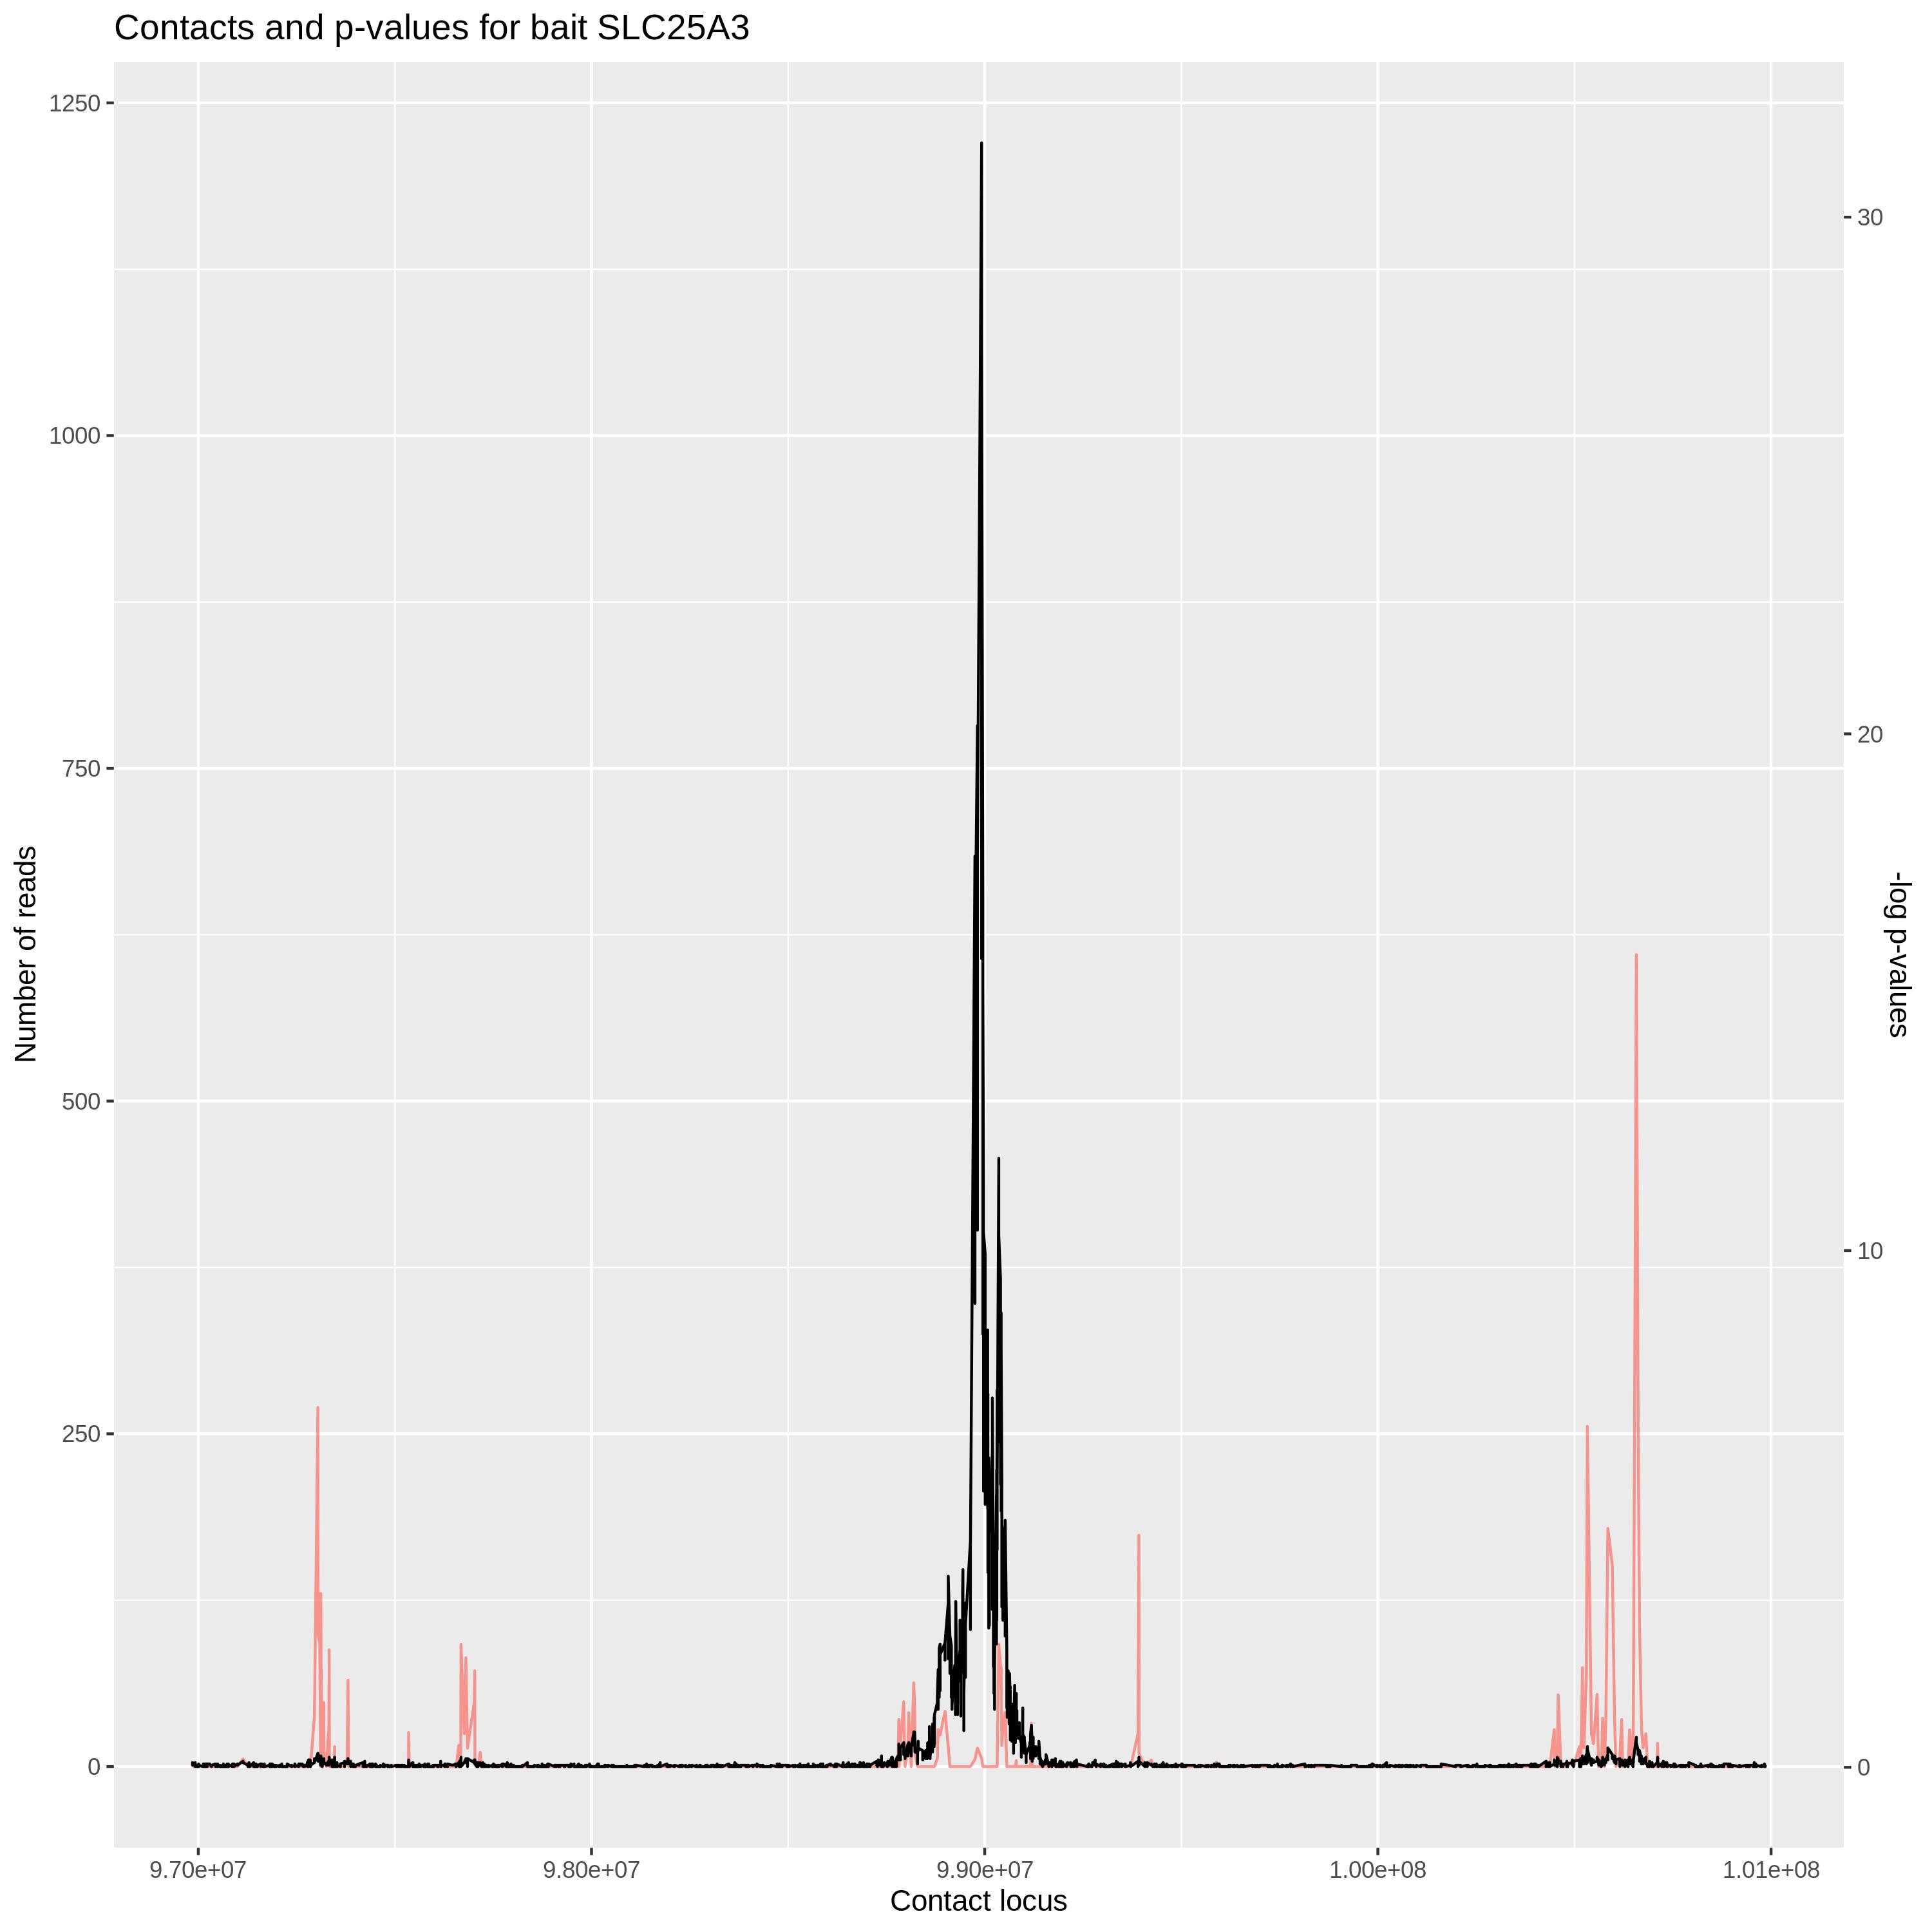 Contacts and p-values for bait SLC25A3
1250
1000
750
500
250
0
Number of reads
30
20
10
0
-log p-values
9.70e+07 9.80e+07 9.90e+07 1.00e+08 1.01e+08
Contact locus